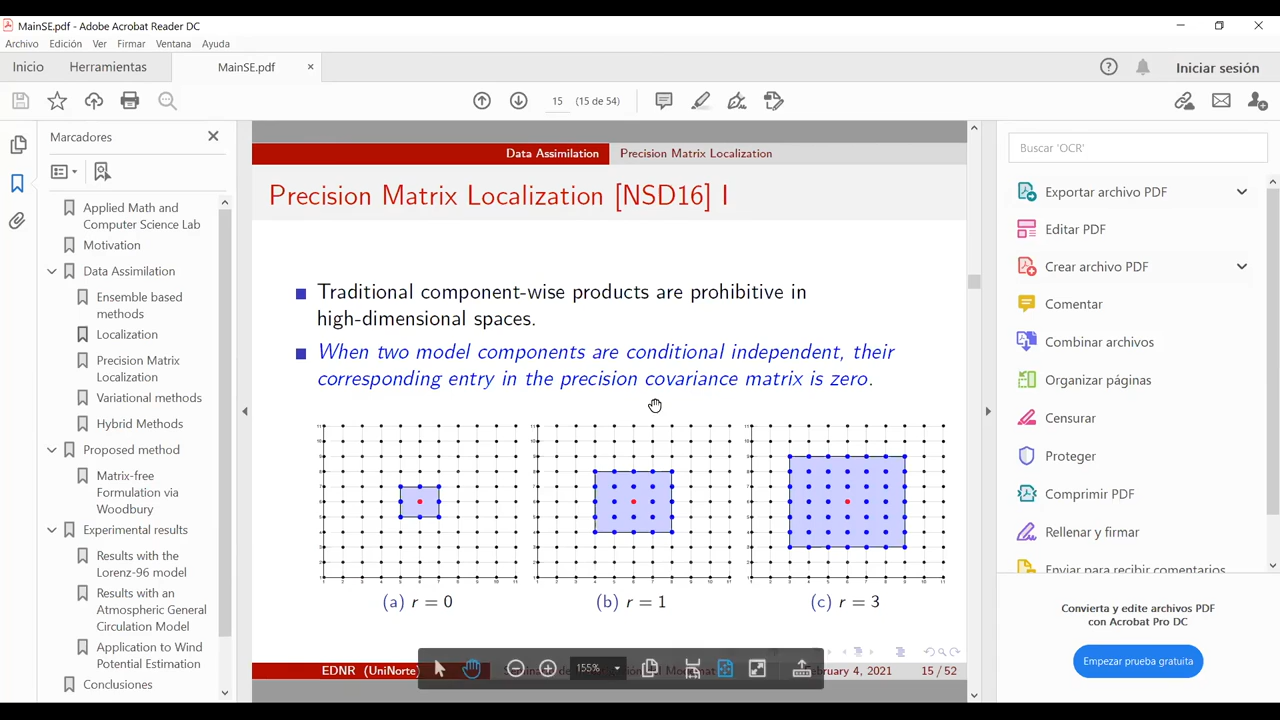 MainSE.pdf - Adobe Acrobat Reader DC
Archivo Edición Ver Firmar Ventana Ayuda
Inicio Herramientas MainSE.pdf × Iniciar sesión
15 (15 de 54)
Marcadores
Applied Math and
Computer Science Lab
Motivation
Data Assimilation
Ensemble based
methods
Localization
Precision Matrix
Localization
Variational methods
Hybrid Methods
Proposed method
Matrix-free
Formulation via
Woodbury
Experimental results
Results with the
Lorenz-96 model
Results with an
Atmospheric General
Circulation Model
Application to Wind
Potential Estimation
Conclusiones
Data Assimilation Precision Matrix Localization
Precision Matrix Localization [NSD16] I
Traditional component-wise products are prohibitive in
high-dimensional spaces.
When two model components are conditional independent, their
corresponding entry in the precision covariance matrix is zero.
(a) r = 0 (b) r = 1 (c) r = 3
EDNR (UniNorte) February 4, 2021 15 / 52
155%
Buscar 'OCR'
Exportar archivo PDF
Editar PDF
Crear archivo PDF
Comentar
Combinar archivos
Organizar páginas
Censurar
Proteger
Comprimir PDF
Rellenar y firmar
Enviar para recibir comentarios
Convierta y edite archivos PDF
con Acrobat Pro DC
Empezar prueba gratuita